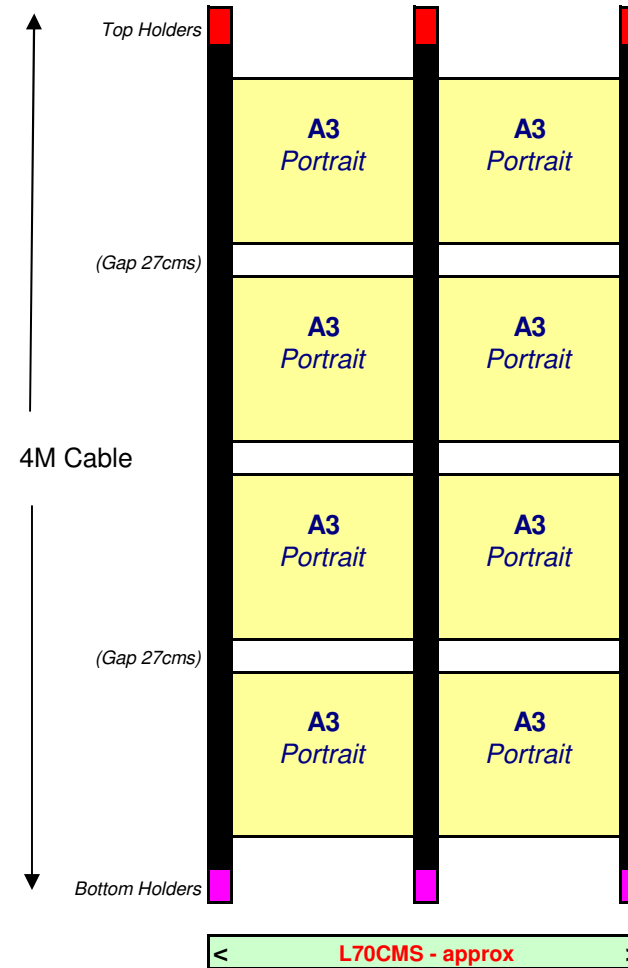 Top Holders
A3 A3
Portrait Portrait
(Gap 27cms)
A3 A3
Portrait Portrait
4M Cable
A3 A3
Portrait Portrait
(Gap 27cms)
A3 A3
Portrait Portrait
Bottom Holders
< L70CMS - approx